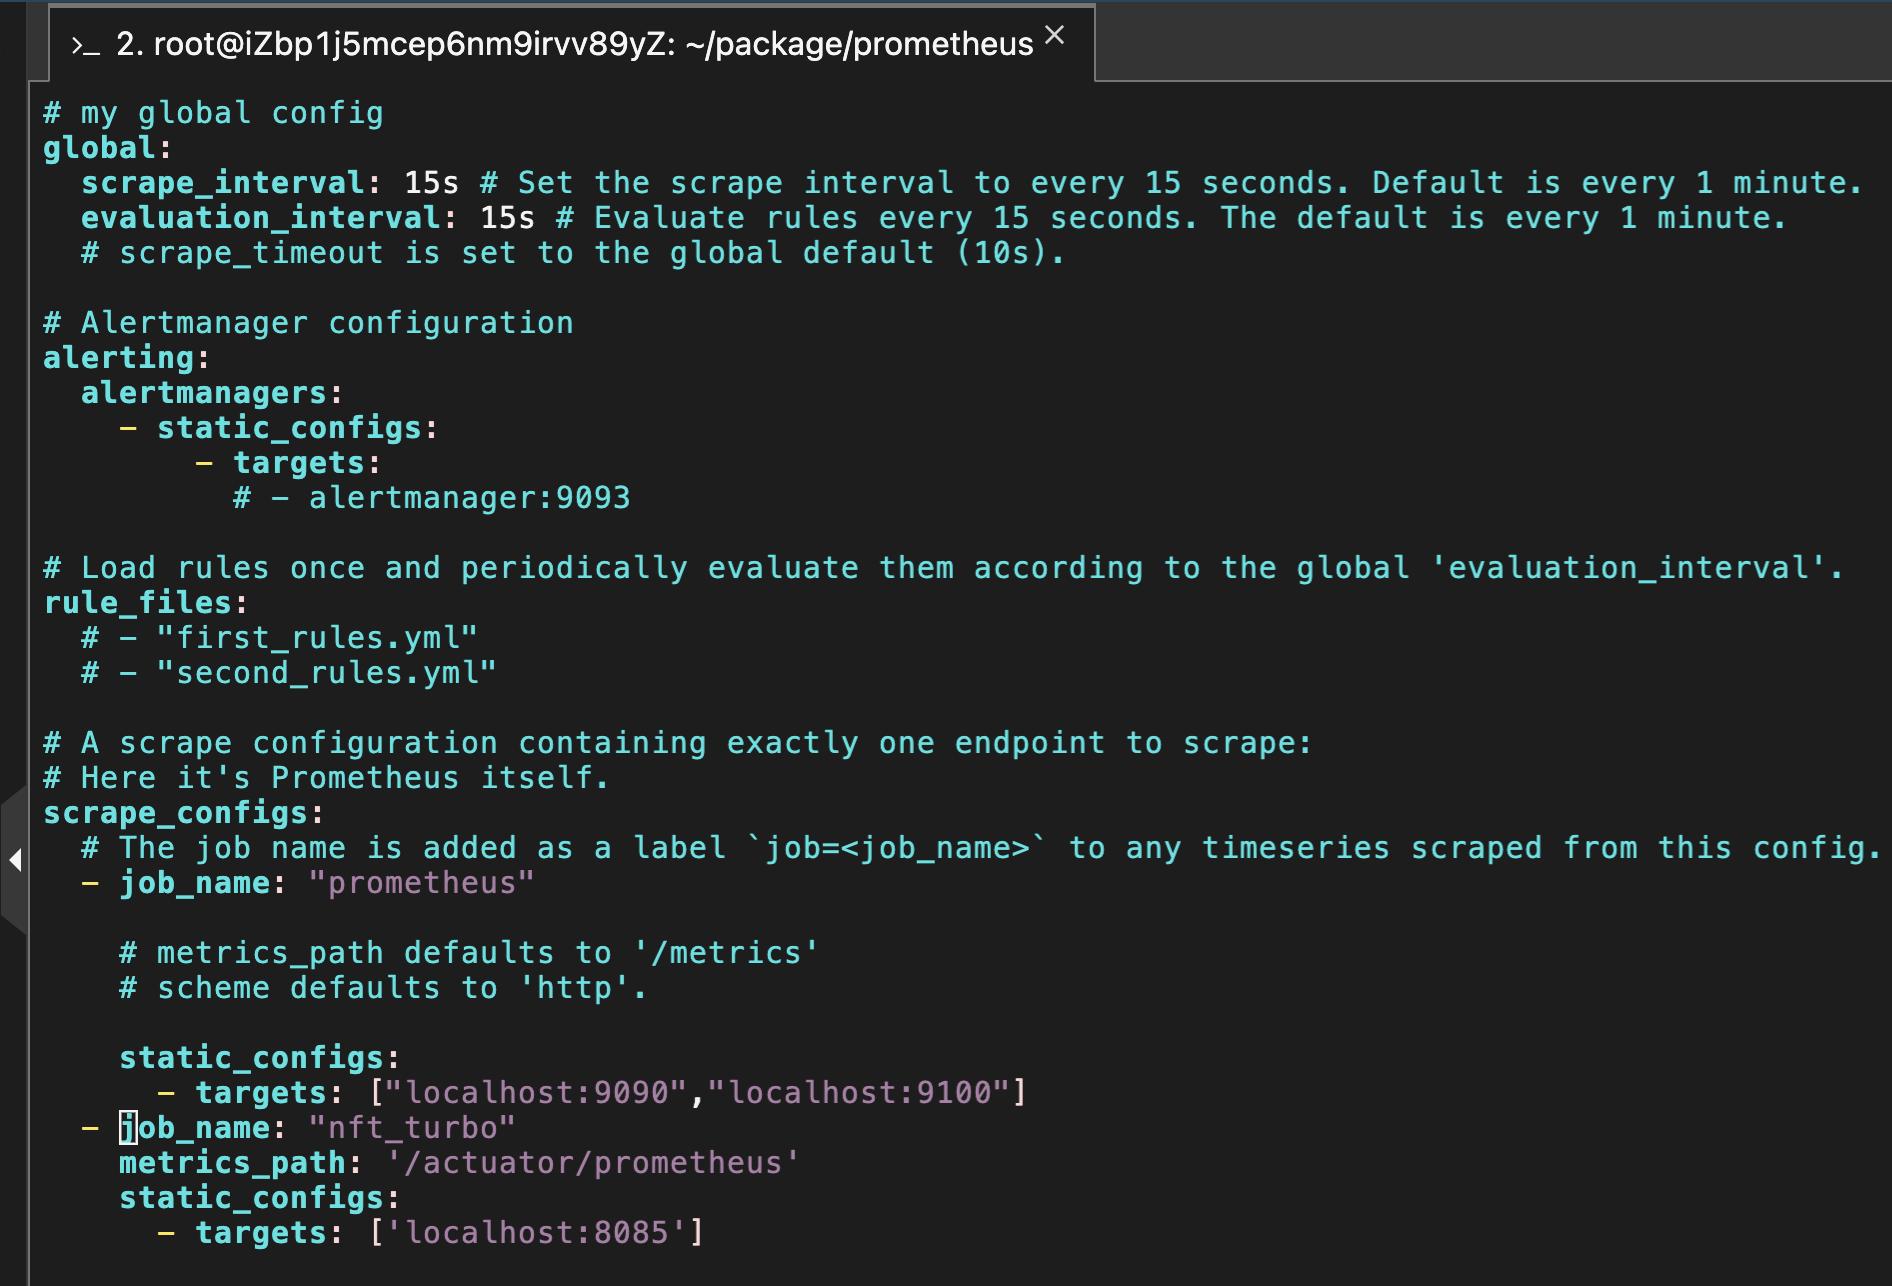 >_ 2. root@iZbp1j5mcep6nm9irvv89yZ: ~/package/prometheus ×
# my global config
global:
  scrape_interval: 15s # Set the scrape interval to every 15 seconds. Default is every 1 minute.
  evaluation_interval: 15s # Evaluate rules every 15 seconds. The default is every 1 minute.
  # scrape_timeout is set to the global default (10s).

# Alertmanager configuration
alerting:
  alertmanagers:
    - static_configs:
        - targets:
          # - alertmanager:9093

# Load rules once and periodically evaluate them according to the global 'evaluation_interval'.
rule_files:
  # - "first_rules.yml"
  # - "second_rules.yml"

# A scrape configuration containing exactly one endpoint to scrape:
# Here it's Prometheus itself.
scrape_configs:
  # The job name is added as a label `job=<job_name>` to any timeseries scraped from this config.
  - job_name: "prometheus"

    # metrics_path defaults to '/metrics'
    # scheme defaults to 'http'.

    static_configs:
      - targets: ["localhost:9090","localhost:9100"]
  - job_name: "nft_turbo"
    metrics_path: '/actuator/prometheus'
    static_configs:
      - targets: ['localhost:8085']